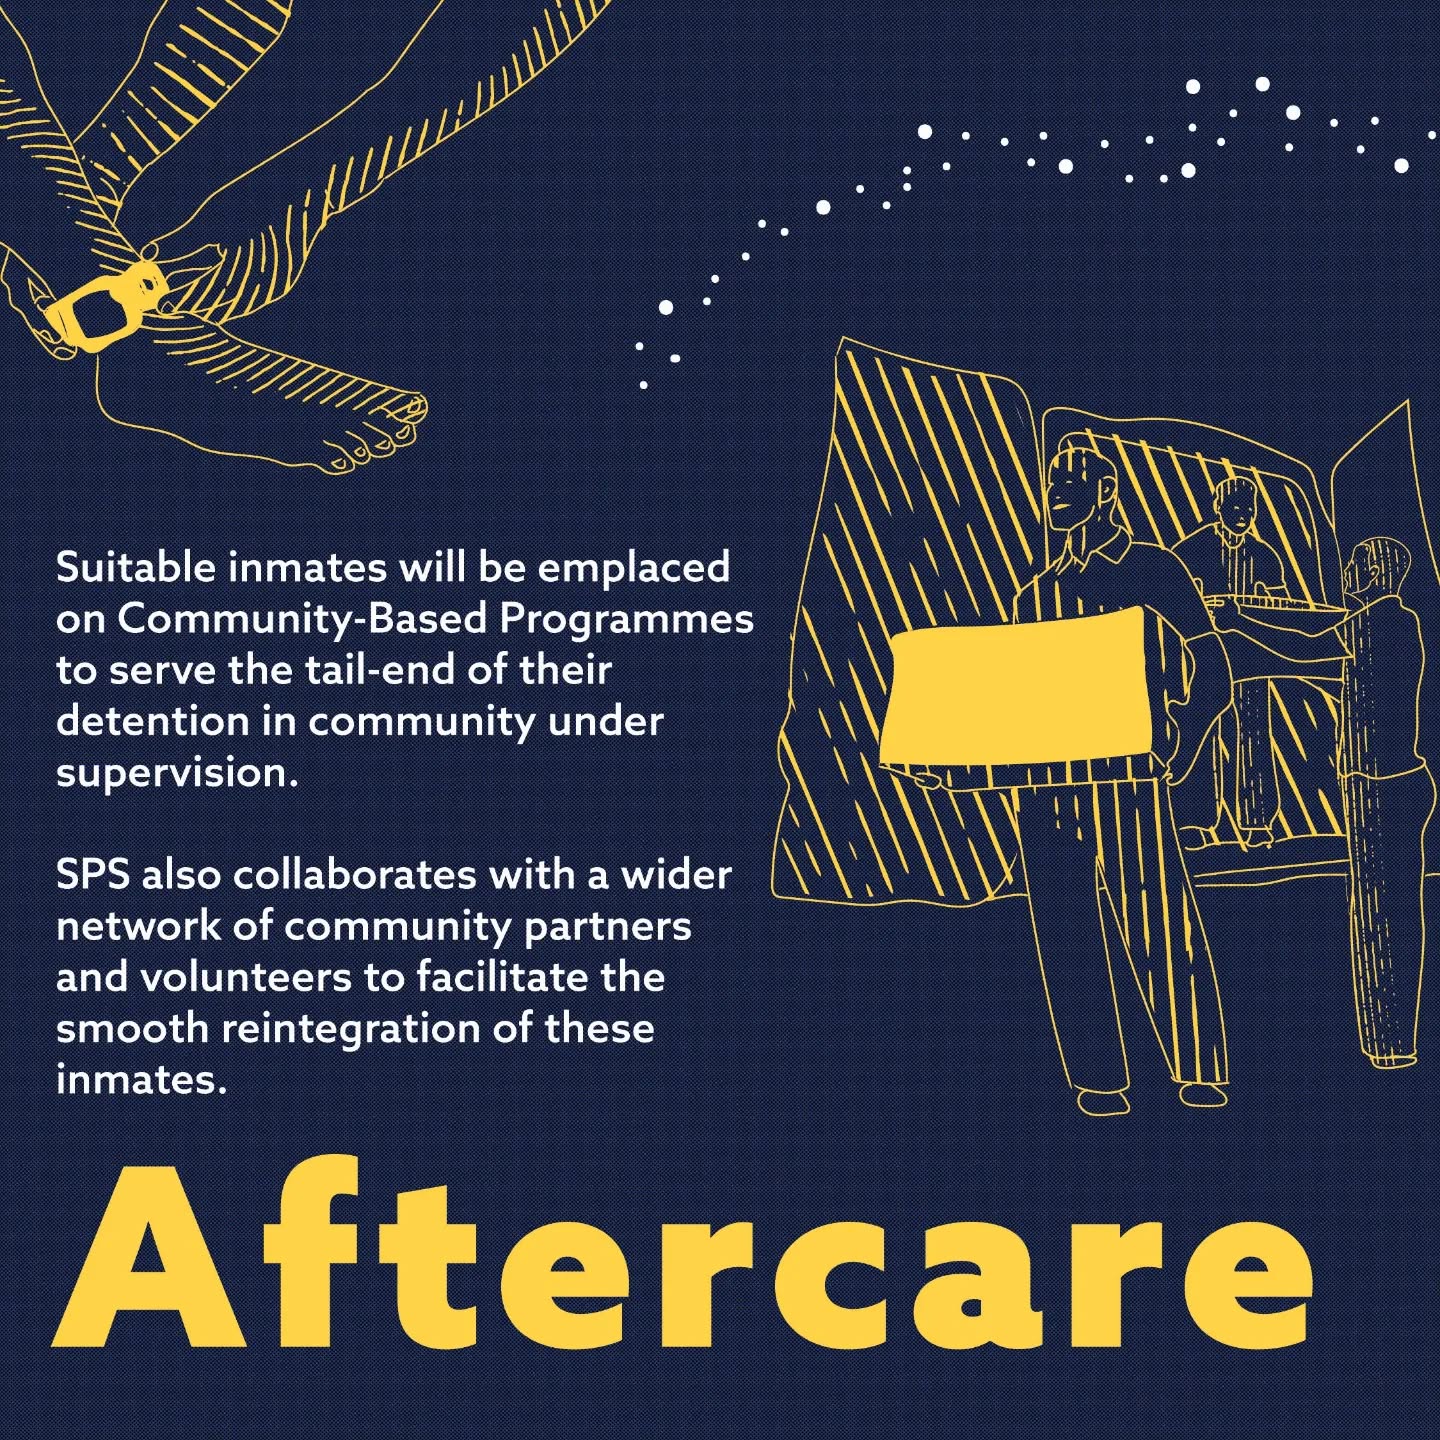 Suitable inmates will be emplaced
on Community-Based Programmes
to serve the tail-end of their
detention in community under
supervision.
SPS also collaborates with a wider
network of community partners
and volunteers to facilitate the
smooth reintegration of these
inmates.
Aftercare